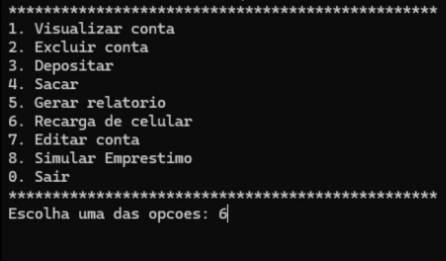 *************************************************
1. Visualizar conta
2. Excluir conta
3. Depositar
4. Sacar
5. Gerar relatorio
6. Recarga de celular
7. Editar conta
8. Simular Emprestimo
0. Sair
*************************************************
Escolha uma das opcoes: 6